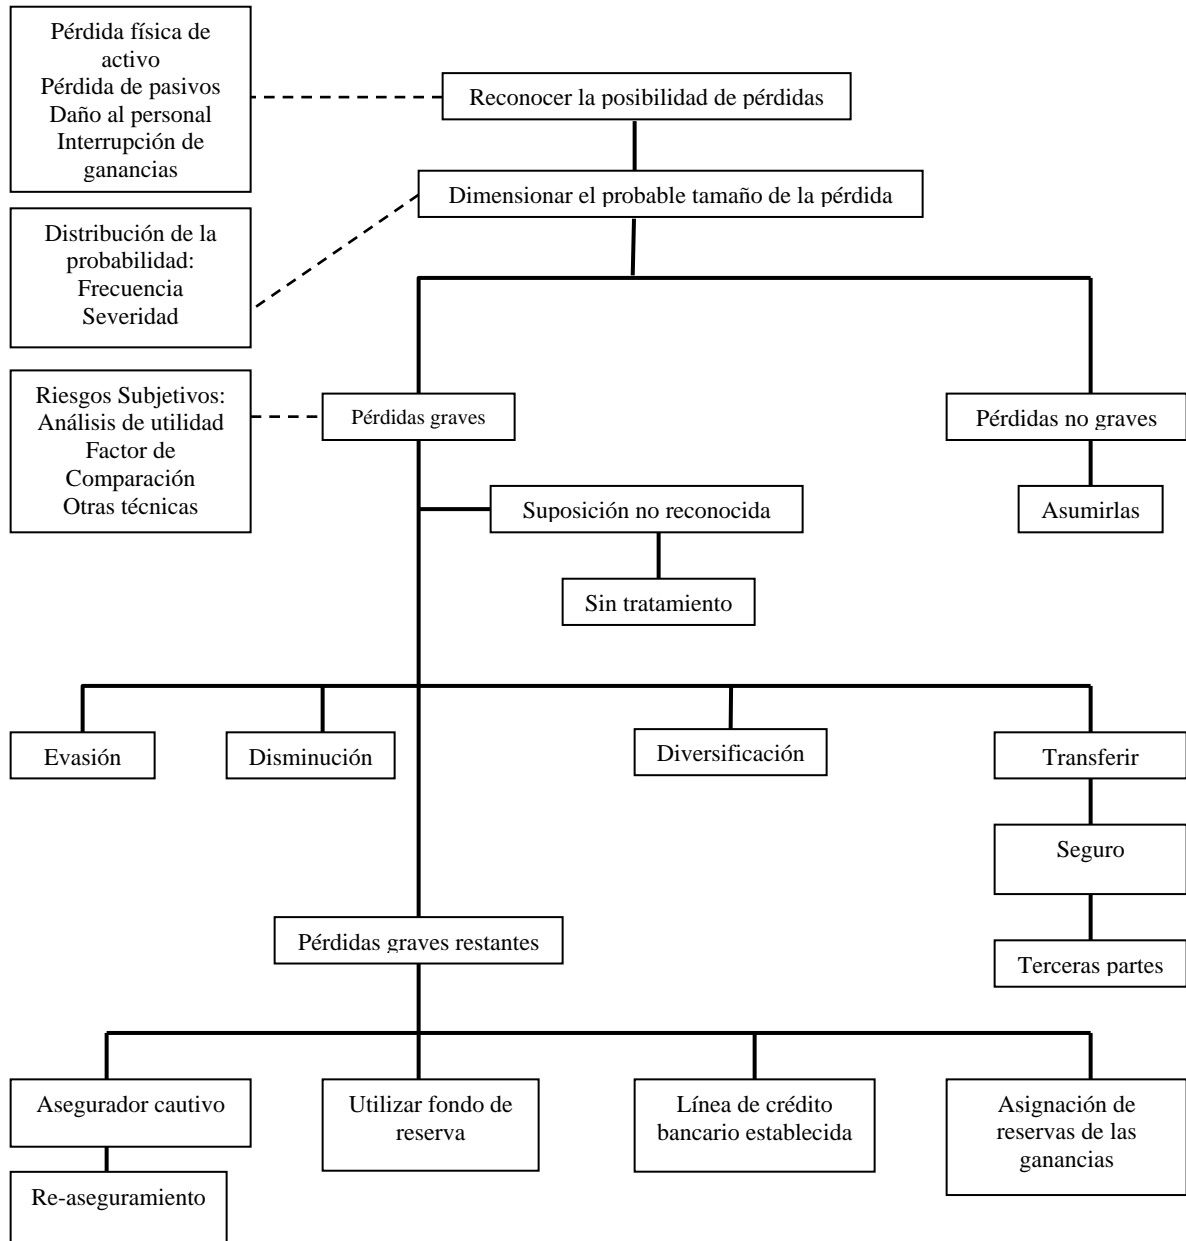 Pérdida física de
activo
Pérdida de pasivos
Daño al personal
Interrupción de
ganancias
Reconocer la posibilidad de pérdidas
Dimensionar el probable tamaño de la pérdida
Distribución de la
probabilidad:
Frecuencia
Severidad
Riesgos Subjetivos:
Análisis de utilidad
Factor de
Comparación
Otras técnicas
Pérdidas graves
Pérdidas no graves
Suposición no reconocida
Asumirlas
Sin tratamiento
Evasión
Disminución
Diversificación
Transferir
Seguro
Pérdidas graves restantes
Terceras partes
Asegurador cautivo
Utilizar fondo de
reserva
Línea de crédito
bancario establecida
Asignación de
reservas de las
ganancias
Re-aseguramiento